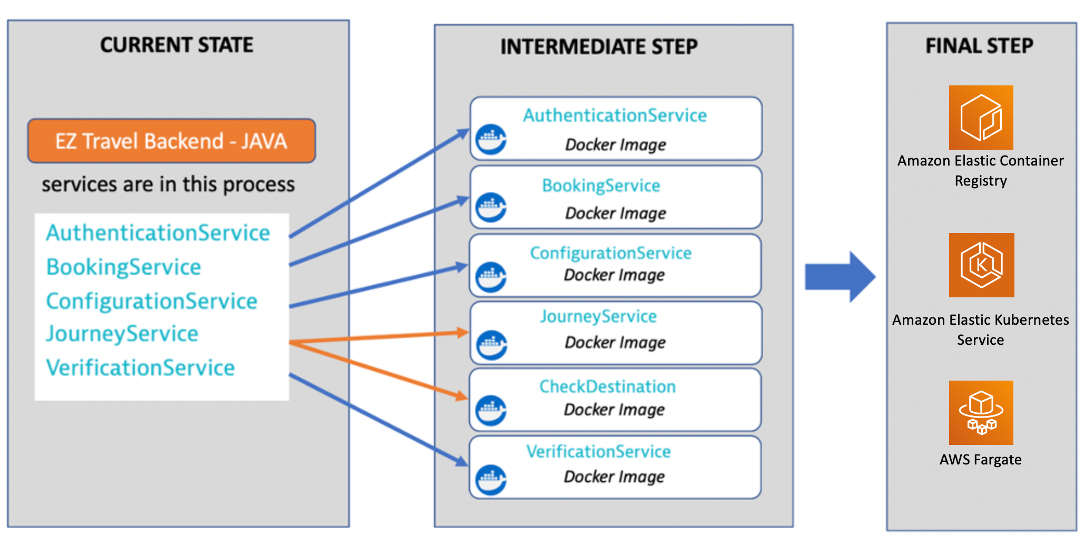 CURRENT STATE
EZ Travel Backend - JAVA
services are in this process
AuthenticationService
BookingService
ConfigurationService
JourneyService
VerificationService
INTERMEDIATE STEP
AuthenticationService
Docker Image
BookingService
Docker Image
ConfigurationService
Docker Image
JourneyService
Docker Image
CheckDestination
Docker Image
VerificationService
Docker Image
FINAL STEP
Amazon Elastic Container
Registry
K
Amazon Elastic Kubernetes
Service
AWS Fargate